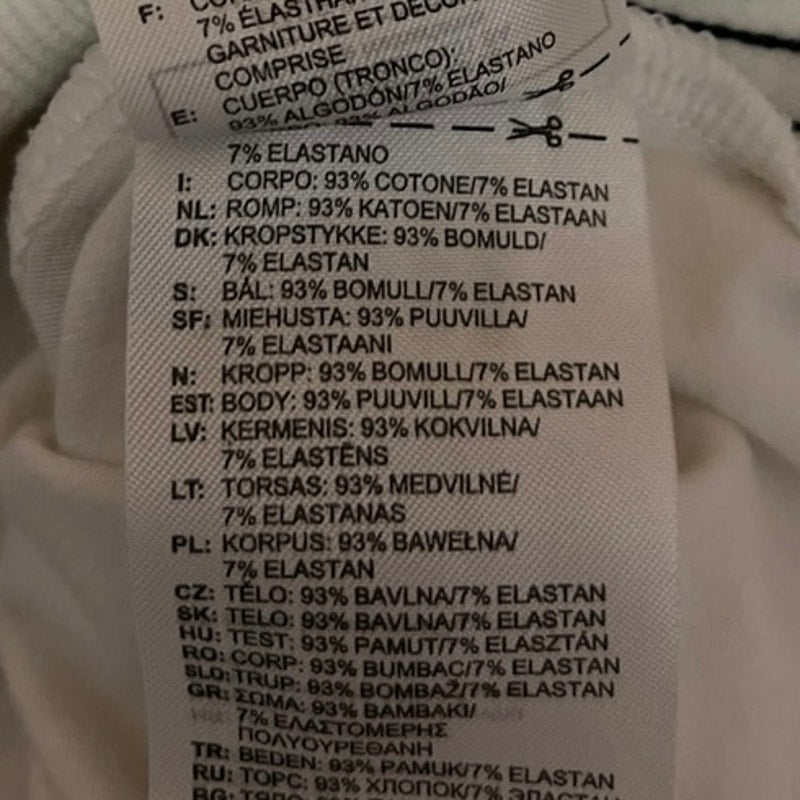 F:
7% ELASTHAN
GARNITURE ET DÉCOR
COMPRISE
E: CUERPO (TRONCO):
93% ALGODÓN/7% ELASTANO
93% ALGODÃO/
7% ELASTANO
I: CORPO: 93% COTONE/7% ELASTAN
NL: ROMP: 93% KATOEN/7% ELASTAAN
DK: KROPSTYKKE: 93% BOMULD/
7% ELASTAN
S: BÅL: 93% BOMULL/7% ELASTAN
SF: MIEHUSTA: 93% PUUVILLA/
7% ELASTAANI
N: KROPP: 93% BOMULL/7% ELASTAN
EST: BODY: 93% PUUVILL/7% ELASTAAN
LV: ĶERMENIS: 93% KOKVILNA/
7% ELASTĒNS
LT: TORSAS: 93% MEDVILNĖ/
7% ELASTANAS
PL: KORPUS: 93% BAWEŁNA/
7% ELASTAN
CZ: TĚLO: 93% BAVLNA/7% ELASTAN
SK: TELO: 93% BAVLNA/7% ELASTAN
HU: TEST: 93% PAMUT/7% ELASZTÁN
RO: CORP: 93% BUMBAC/7% ELASTAN
SLO: TRUP: 93% BOMBAŽ/7% ELASTAN
GR: ΣΩΜΑ: 93% ΒΑΜΒΑΚΙ/
7% ΕΛΑΣΤΟΜΕΡΗΣ
ΠΟΛΥΟΥΡΕΘΑΝΗ
TR: BEDEN: 93% PAMUK/7% ELASTAN
RU: ТОРС: 93% ХЛОПОК/7% ЭЛАСТАН
BG: ТЯЛО: